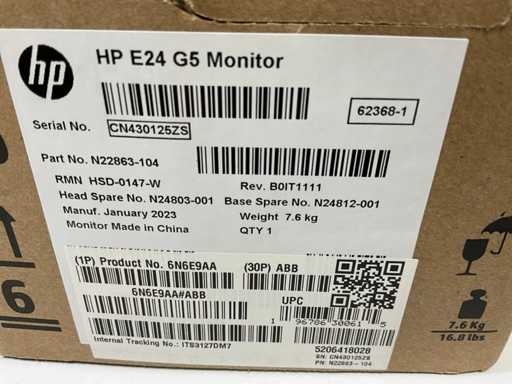 hp
HP E24 G5 Monitor
62368-1
Serial No. CN430125ZS
Part No. N22863-104
RMN HSD-0147-W Rev. B0IT1111
Head Spare No. N24803-001 Base Spare No. N24812-001
Manuf. January 2023 Weight 7.6 kg
Monitor Made in China QTY 1
(1P) Product No. 6N6E9AA (30P) ABB
6N6E9AA#ABB
UPC
1 96786 30061 5
Internal Tracking No.: ITS3127DM7
5206418028
SN: CN430125ZS
PN: N22863-104
6
7.6 Kg
16.8 lbs